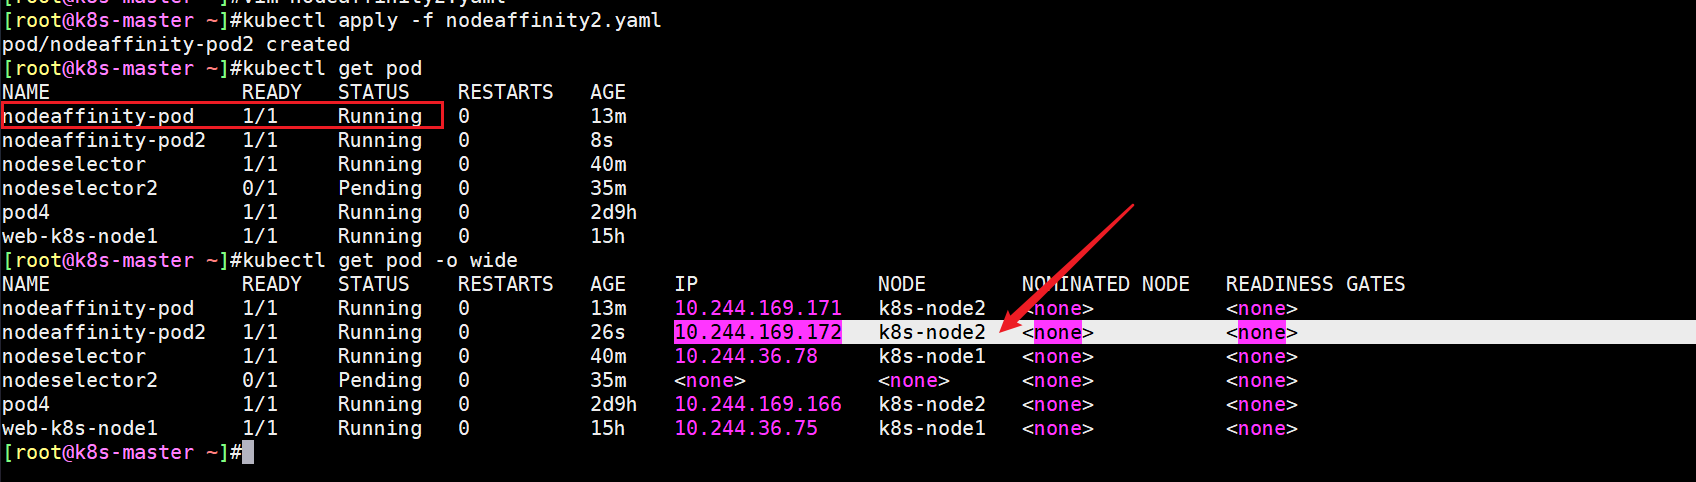 [root@k8s-master ~]#vim nodeaffinity2.yaml
[root@k8s-master ~]#kubectl apply -f nodeaffinity2.yaml
pod/nodeaffinity-pod2 created
[root@k8s-master ~]#kubectl get pod
NAME                READY   STATUS    RESTARTS   AGE
nodeaffinity-pod    1/1     Running   0          13m
nodeaffinity-pod2   1/1     Running   0          8s
nodeselector        1/1     Running   0          40m
nodeselector2       0/1     Pending   0          35m
pod4                1/1     Running   0          2d9h
web-k8s-node1       1/1     Running   0          15h
[root@k8s-master ~]#kubectl get pod -o wide
NAME                READY   STATUS    RESTARTS   AGE    IP               NODE        NOMINATED NODE   READINESS GATES
nodeaffinity-pod    1/1     Running   0          13m    10.244.169.171   k8s-node2   <none>           <none>
nodeaffinity-pod2   1/1     Running   0          26s    10.244.169.172   k8s-node2   <none>           <none>
nodeselector        1/1     Running   0          40m    10.244.36.78     k8s-node1   <none>           <none>
nodeselector2       0/1     Pending   0          35m    <none>           <none>      <none>           <none>
pod4                1/1     Running   0          2d9h   10.244.169.166   k8s-node2   <none>           <none>
web-k8s-node1       1/1     Running   0          15h    10.244.36.75     k8s-node1   <none>           <none>
[root@k8s-master ~]#